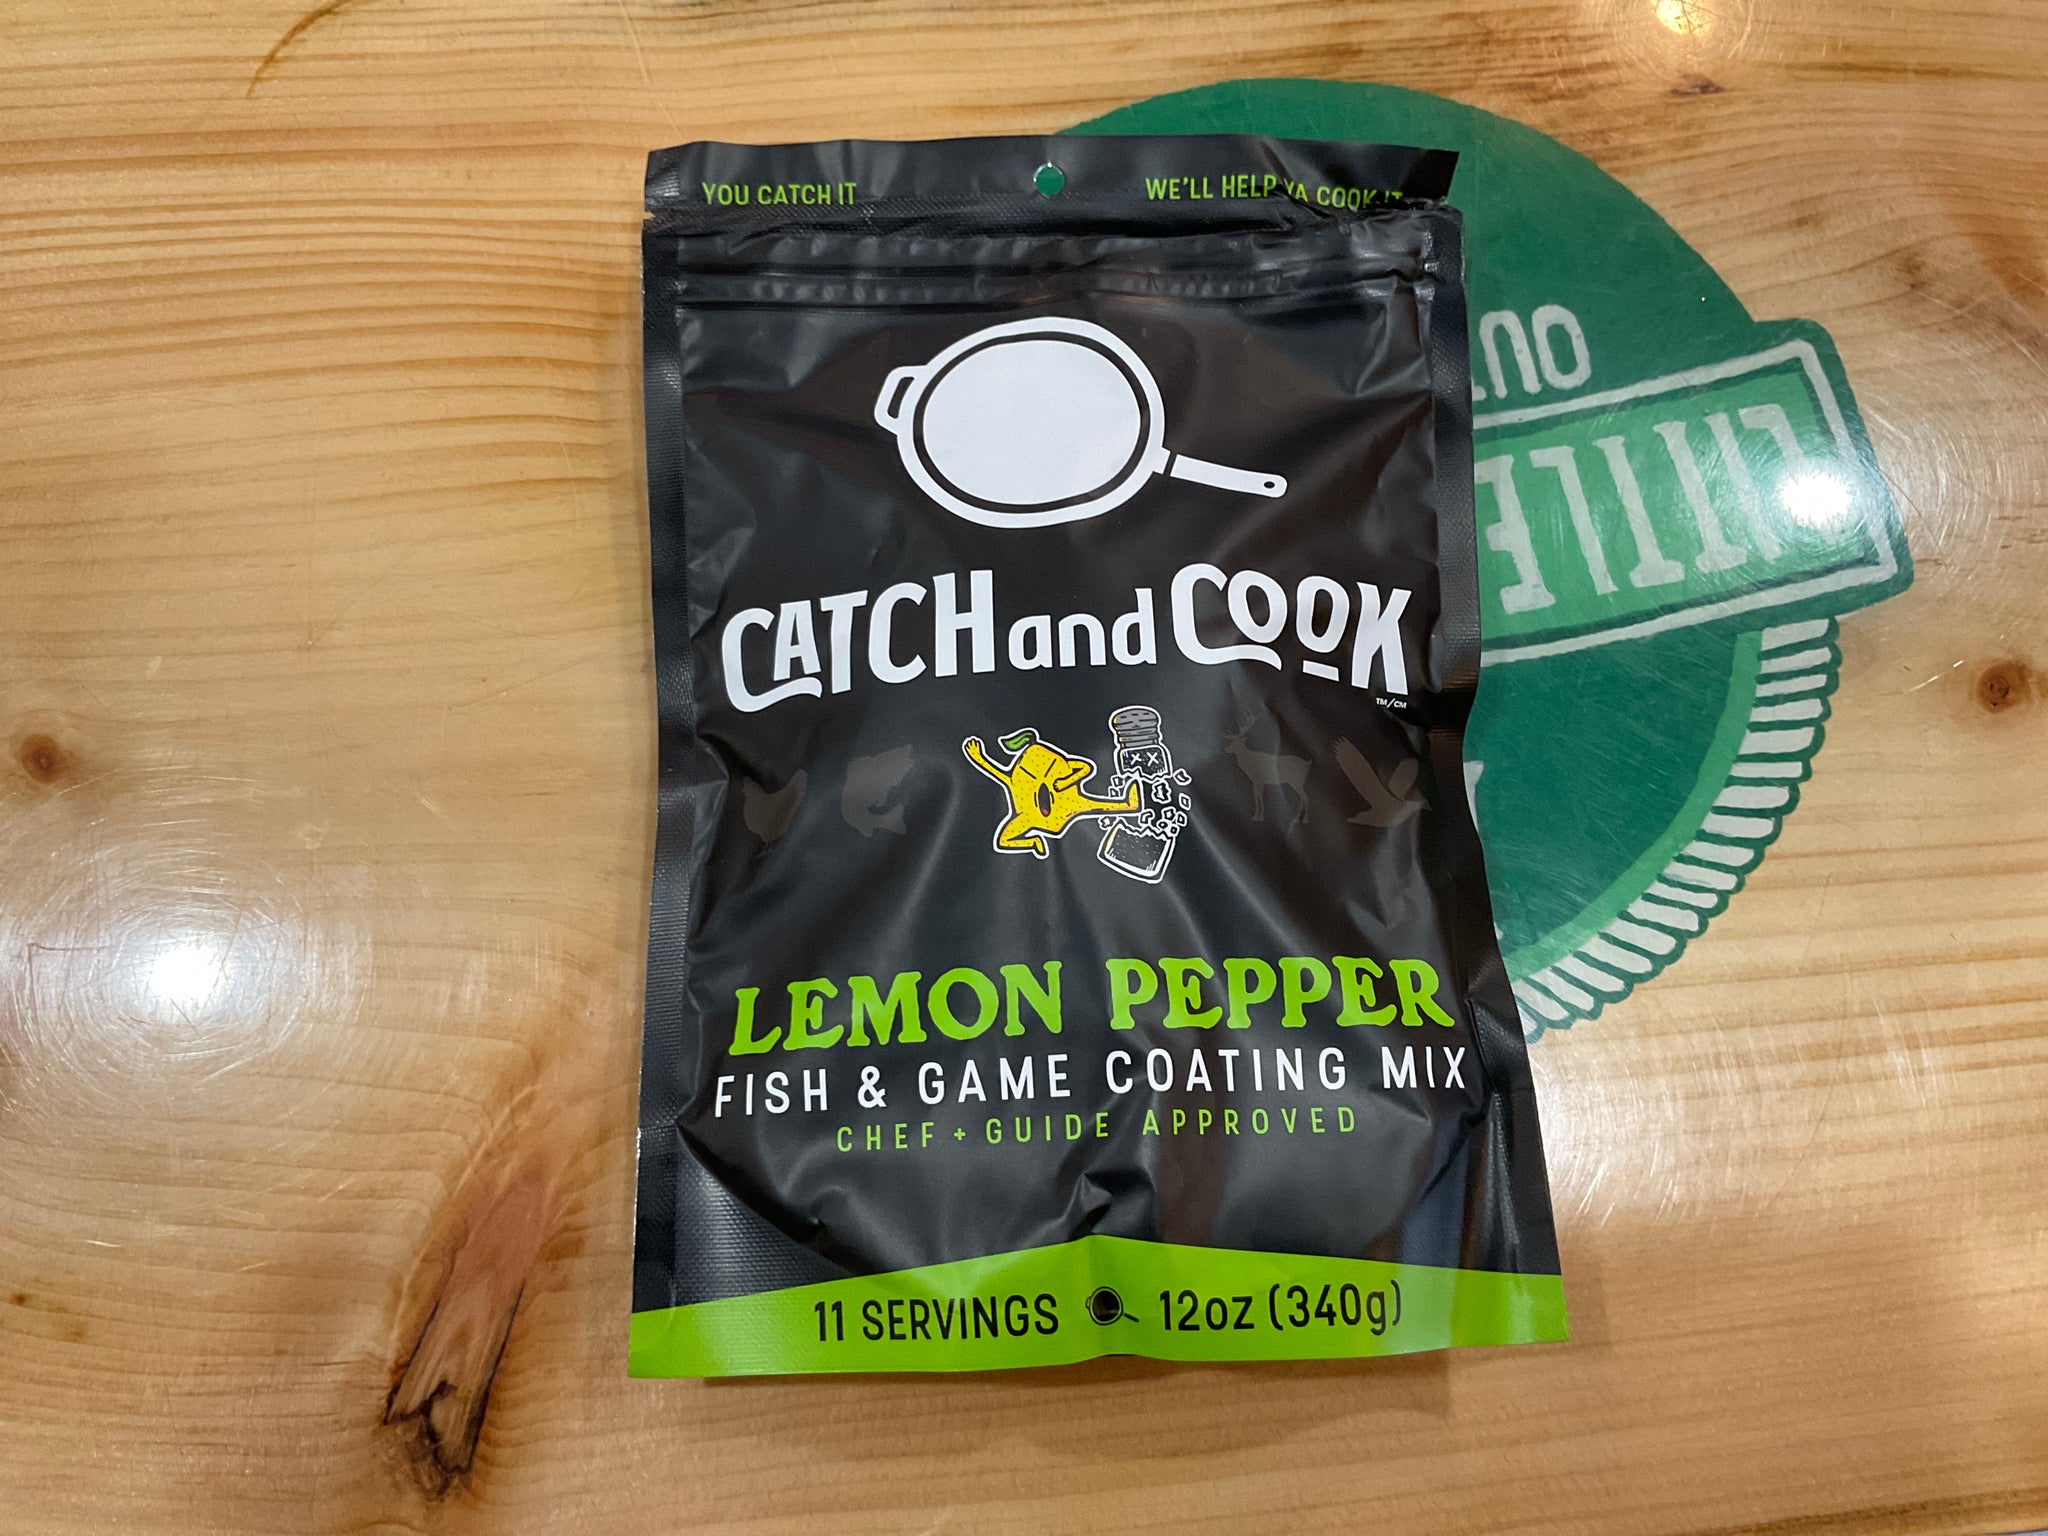 YOU CATCH IT
WE'LL HELP YA COOK IT
CATCH and COOK
TM/CM
LEMON PEPPER
FISH & GAME COATING MIX
CHEF + GUIDE APPROVED
11 SERVINGS 12oz (340g)